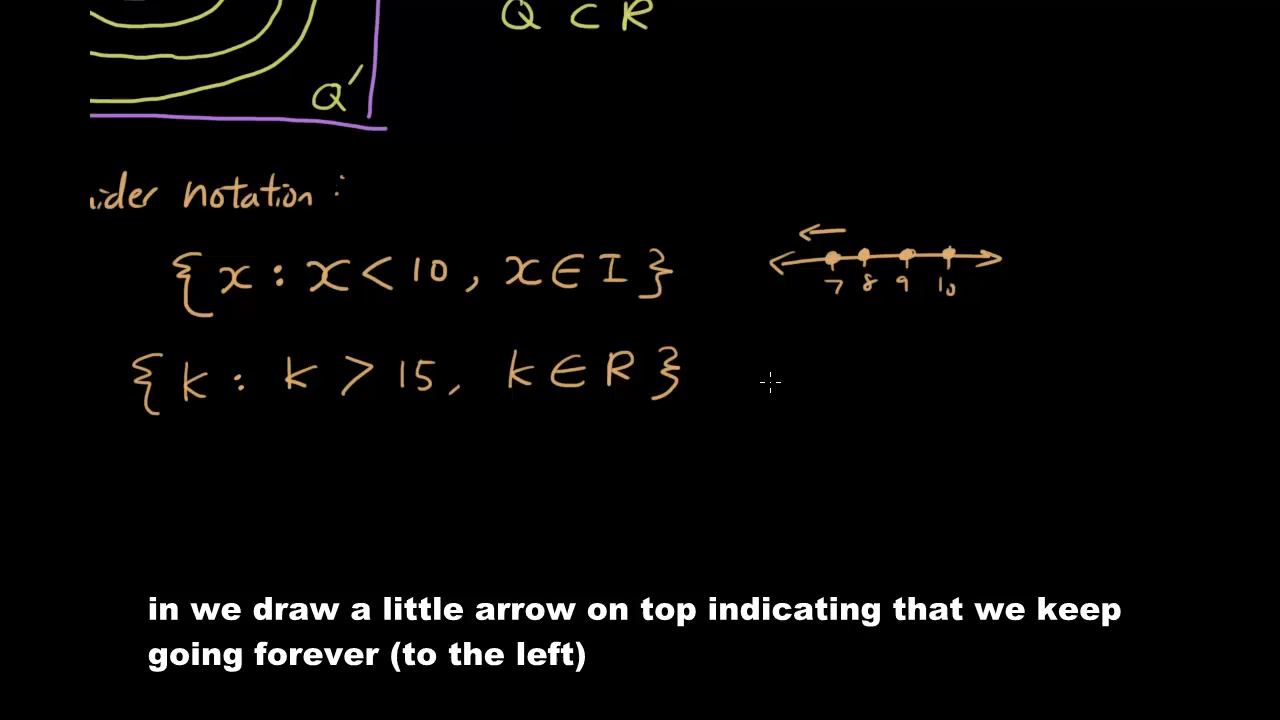 Q ⊂ R
Q'
notation :
{ x : x < 10 , x ∈ I }
7 8 9 10
{ k : k > 15 , k ∈ R }
in we draw a little arrow on top indicating that we keep
going forever (to the left)